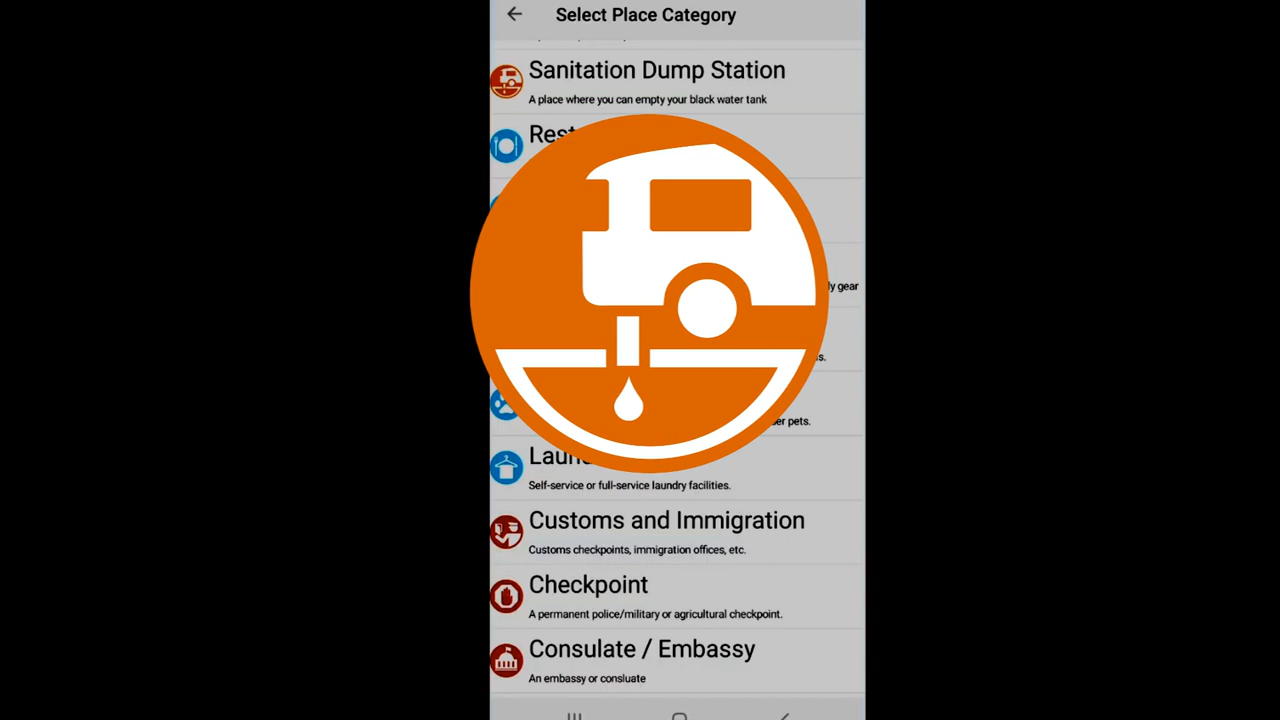 Select Place Category
Sanitation Dump Station
A place where you can empty your black water tank
gear
pets.
Self-service or full-service laundry facilities.
Customs and Immigration
Customs checkpoints, immigration offices, etc.
Checkpoint
A permanent police/military or agricultural checkpoint.
Consulate / Embassy
An embassy or consluate